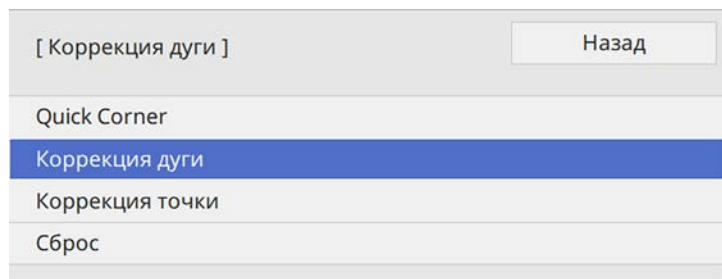 [ Коррекция дуги ]
Назад
Quick Corner
Коррекция дуги
Коррекция точки
Сброс